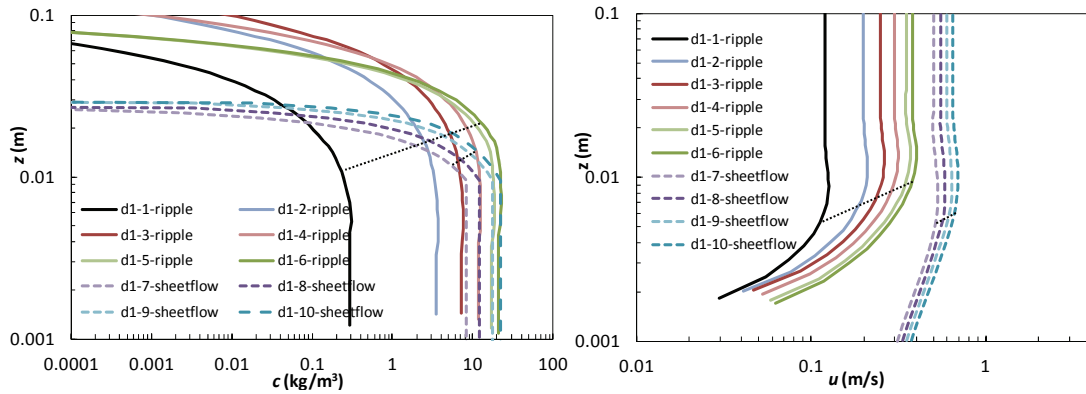 0.1
z (m)
0.01
0.001
d1-1-ripple d1-2-ripple
d1-3-ripple d1-4-ripple
d1-5-ripple d1-6-ripple
d1-7-sheetflow d1-8-sheetflow
d1-9-sheetflow d1-10-sheetflow
0.0001 0.001 0.01 0.1 1 10 100
c (kg/m³)
0.1
z (m)
0.01
0.001
d1-1-ripple
d1-2-ripple
d1-3-ripple
d1-4-ripple
d1-5-ripple
d1-6-ripple
d1-7-sheetflow
d1-8-sheetflow
d1-9-sheetflow
d1-10-sheetflow
0.01 0.1 1
u (m/s)